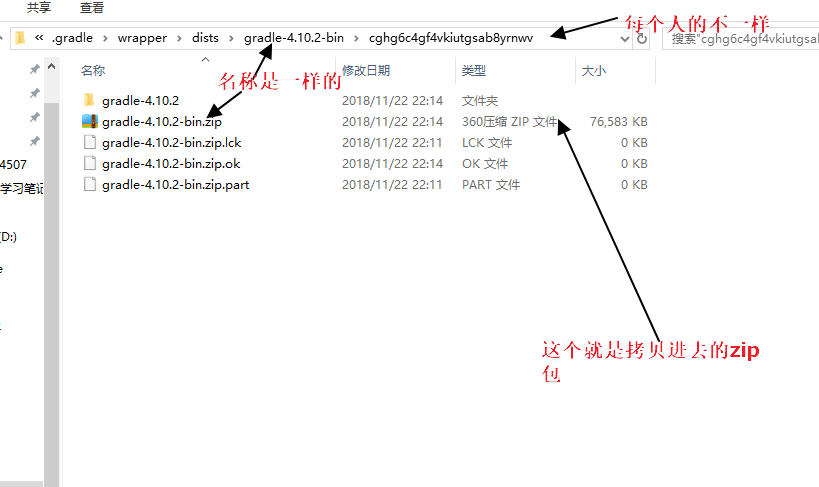 共享 查看
每个人的不一样
« .gradle › wrapper › dists › gradle-4.10.2-bin › cghg6c4gf4vkiutgsab8yrnwv
搜索"cghg6c4gf4vkiutgsab
名称 修改日期 类型 大小
名称是一样的
gradle-4.10.2 2018/11/22 22:14 文件夹
gradle-4.10.2-bin.zip 2018/11/22 22:14 360压缩 ZIP 文件 76,583 KB
gradle-4.10.2-bin.zip.lck 2018/11/22 22:11 LCK 文件 0 KB
gradle-4.10.2-bin.zip.ok 2018/11/22 22:14 OK 文件 0 KB
gradle-4.10.2-bin.zip.part 2018/11/22 22:11 PART 文件 0 KB
4507
学习笔记
(D:)
这个就是拷贝进去的zip
包